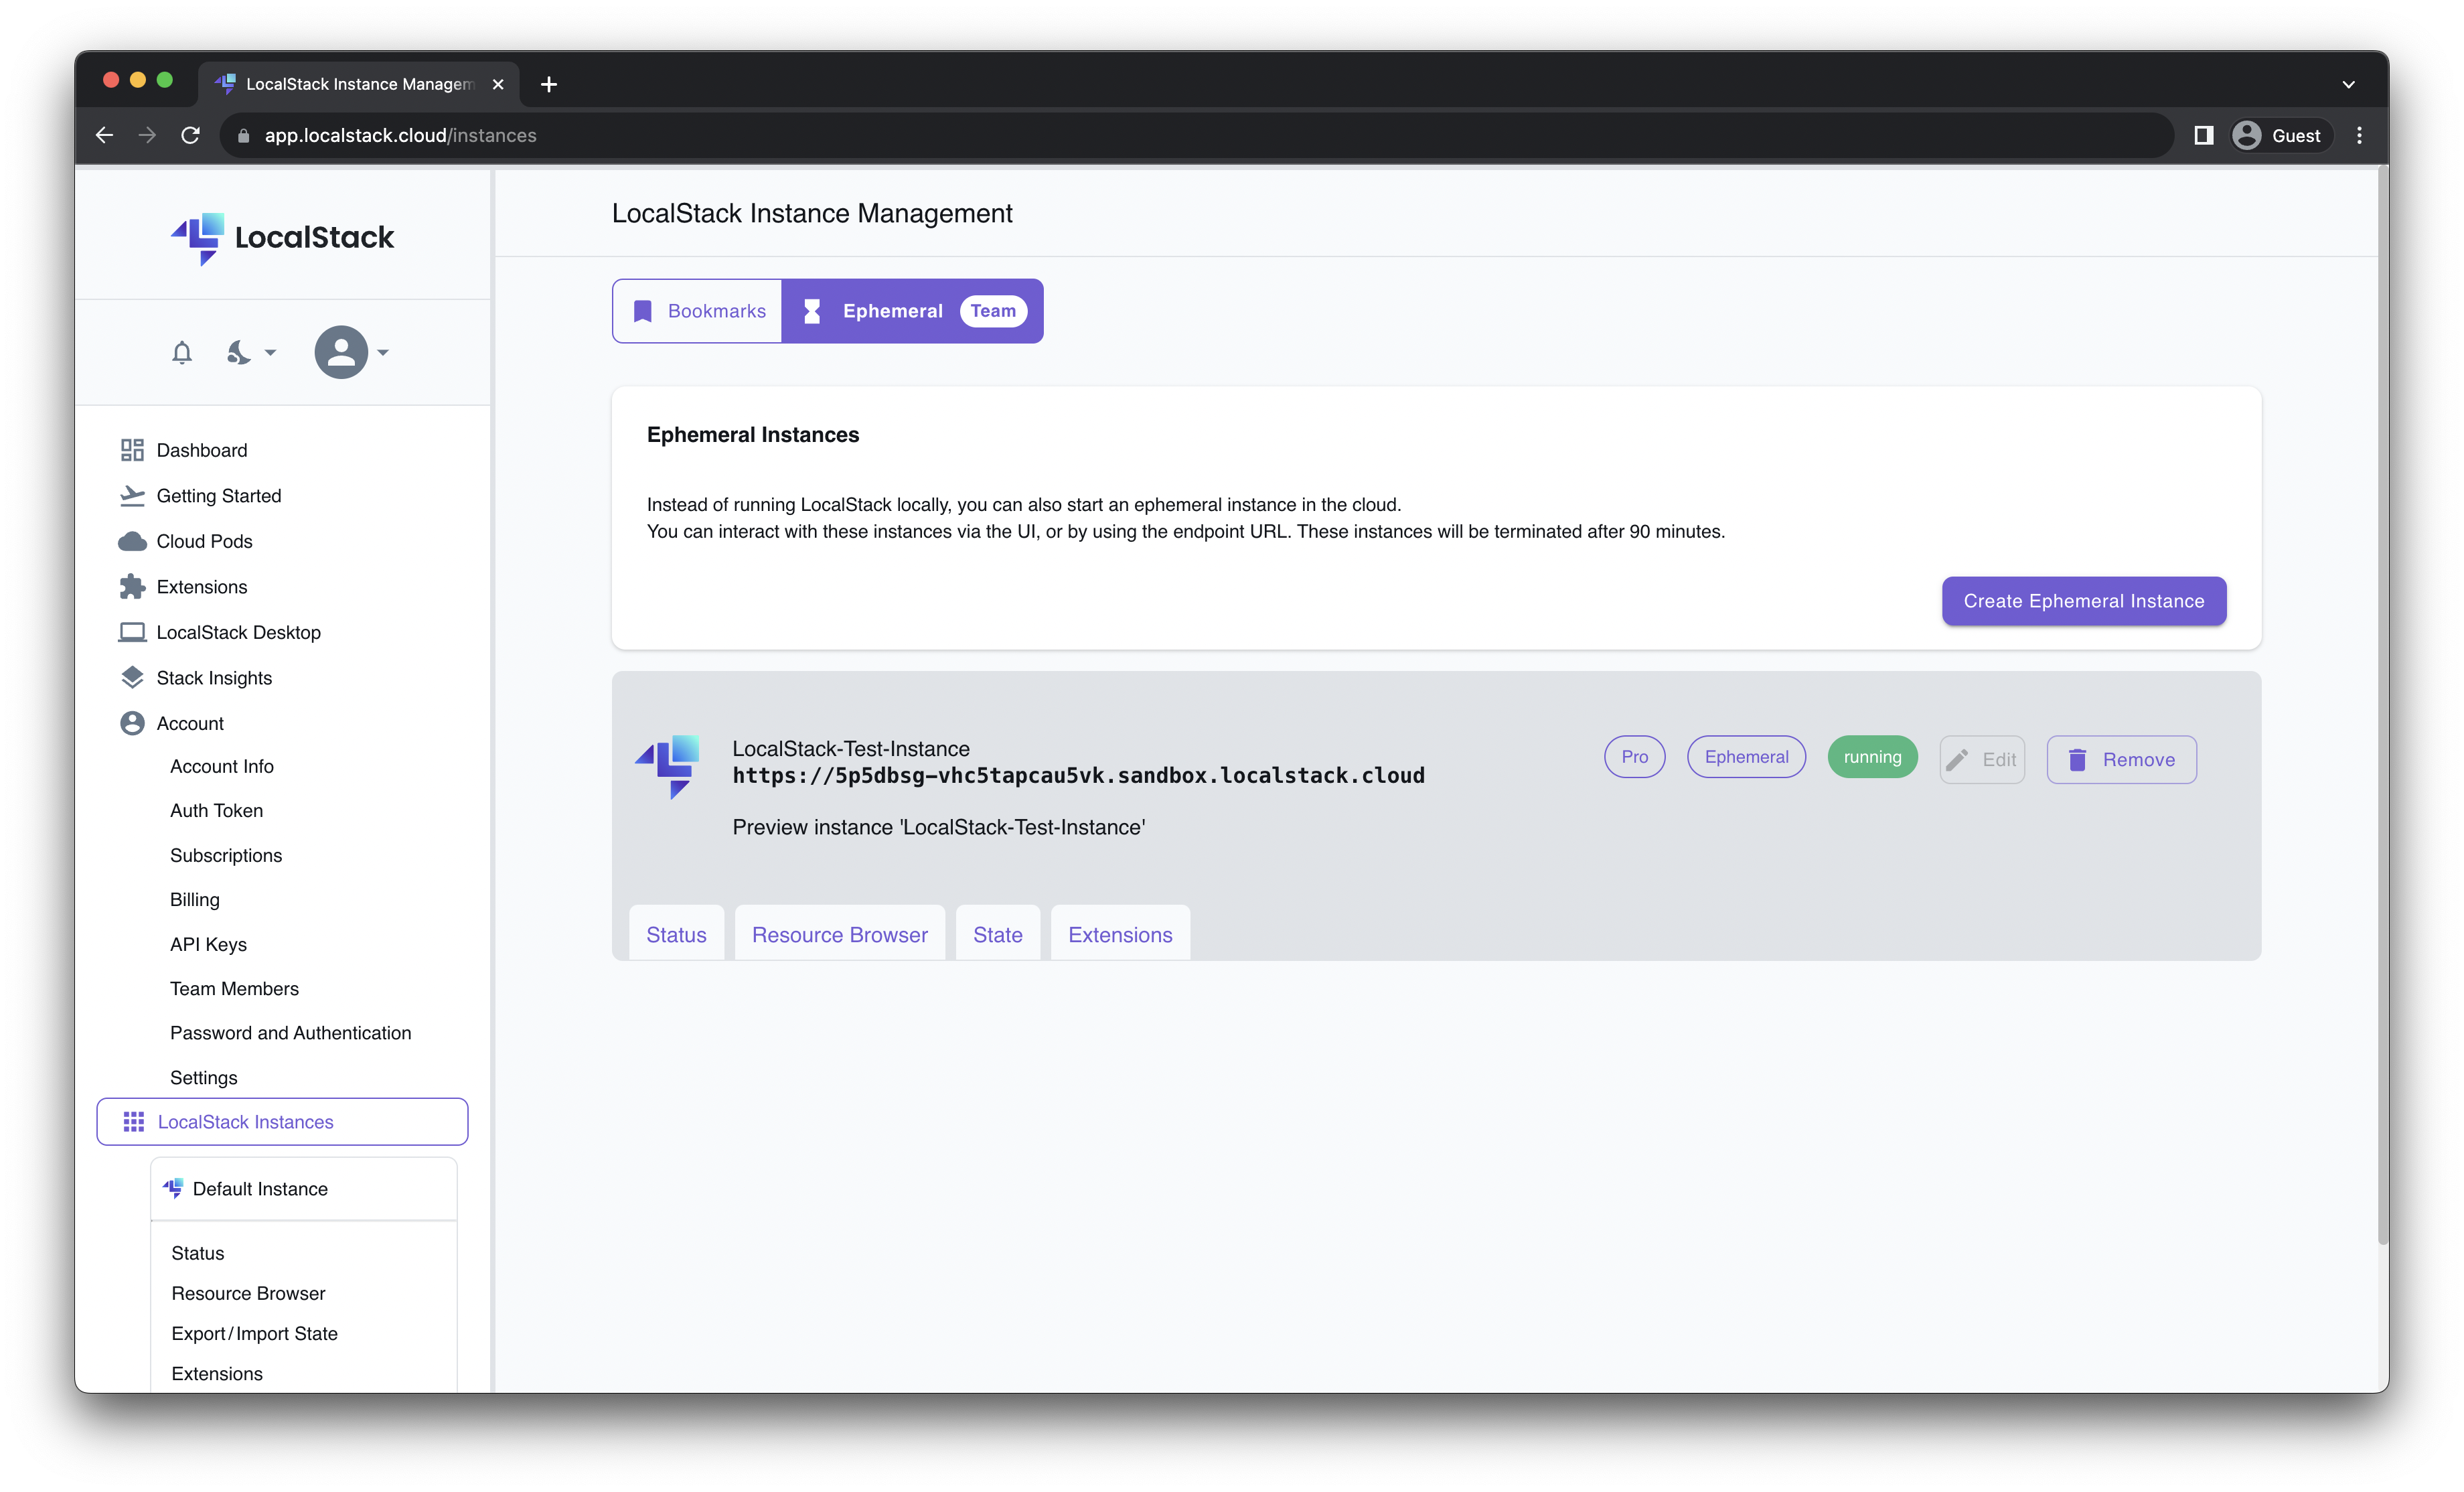 LocalStack Instance Managem
app.localstack.cloud/instances
Guest
LocalStack
Dashboard
Getting Started
Cloud Pods
Extensions
LocalStack Desktop
Stack Insights
Account
Account Info
Auth Token
Subscriptions
Billing
API Keys
Team Members
Password and Authentication
Settings
LocalStack Instances
Default Instance
Status
Resource Browser
Export/Import State
Extensions
LocalStack Instance Management
Bookmarks
Ephemeral Team
Ephemeral Instances
Instead of running LocalStack locally, you can also start an ephemeral instance in the cloud.
You can interact with these instances via the UI, or by using the endpoint URL. These instances will be terminated after 90 minutes.
Create Ephemeral Instance
LocalStack-Test-Instance
https://5p5dbsg-vhc5tapcau5vk.sandbox.localstack.cloud
Preview instance 'LocalStack-Test-Instance'
Pro
Ephemeral
running
Edit
Remove
Status
Resource Browser
State
Extensions